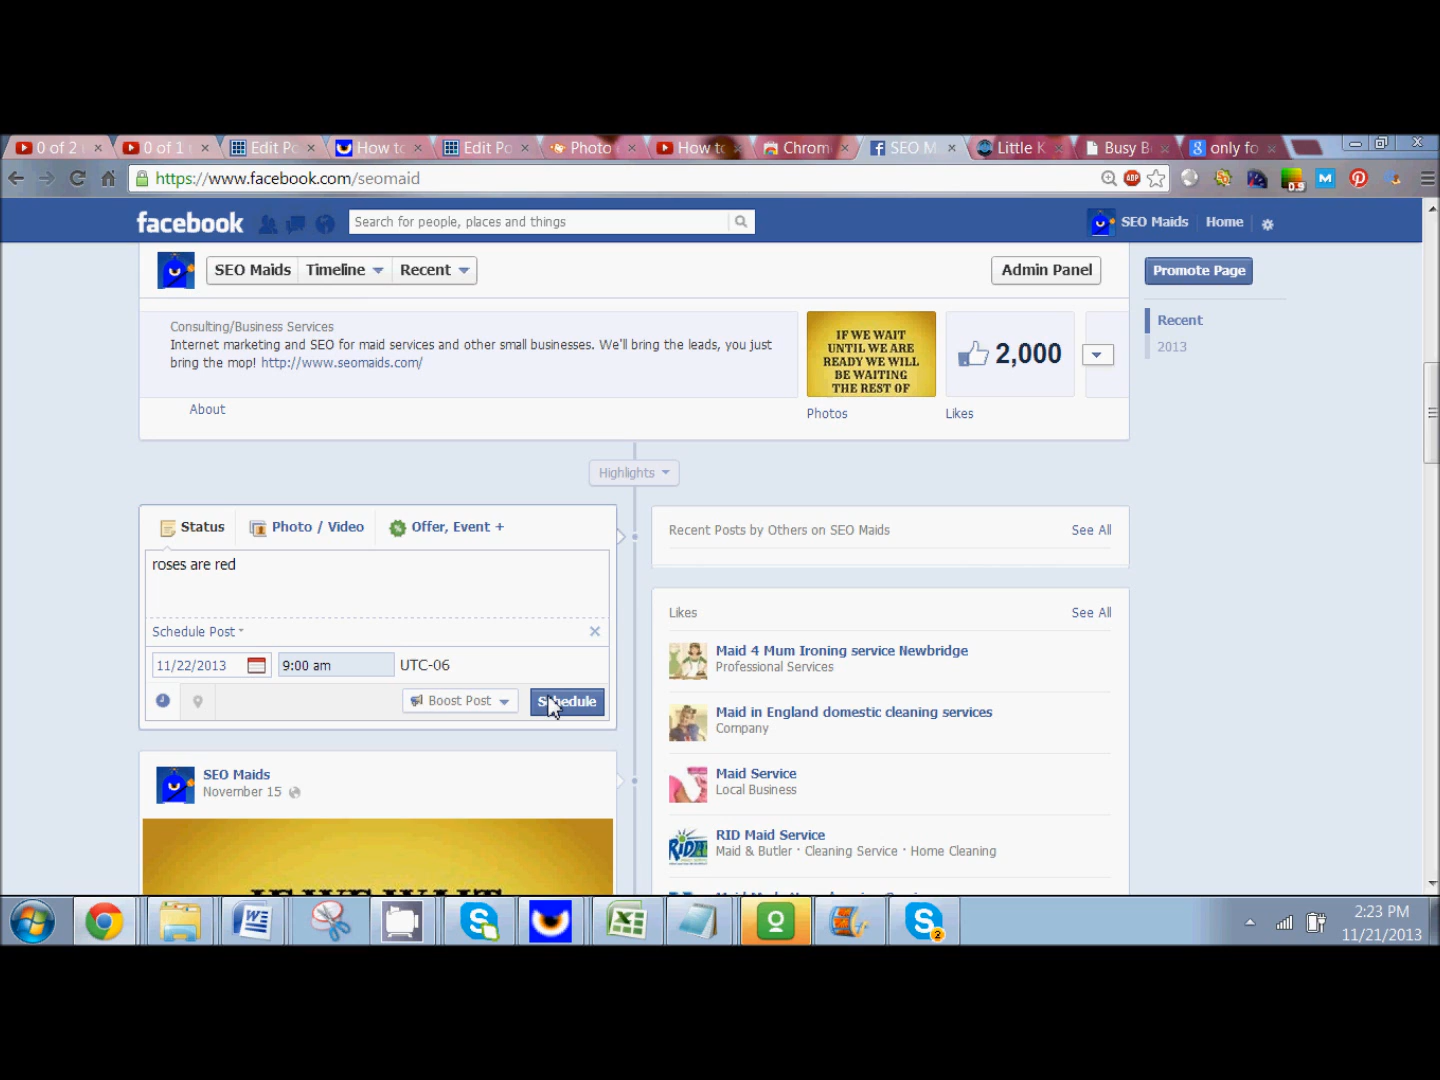 0 of 2
0 of 1
Edit Po
How to
Edit Po
Photo
How to
Chrom
SEO M
Little K
Busy B
only fo
https://www.facebook.com/seomaid
facebook
Search for people, places and things
SEO Maids
Home
SEO Maids
Timeline
Recent
Admin Panel
Promote Page
Recent
2013
Consulting/Business Services
Internet marketing and SEO for maid services and other small businesses. We'll bring the leads, you just
bring the mop! http://www.seomaids.com/
IF WE WAIT
UNTIL WE ARE
READY WE WILL
BE WAITING
THE REST OF
2,000
About
Photos
Likes
Highlights
Status
Photo / Video
Offer, Event +
roses are red
Schedule Post
11/22/2013
9:00 am
UTC-06
Boost Post
Schedule
Recent Posts by Others on SEO Maids
See All
Likes
See All
Maid 4 Mum Ironing service Newbridge
Professional Services
Maid in England domestic cleaning services
Company
Maid Service
Local Business
RID Maid Service
Maid & Butler · Cleaning Service · Home Cleaning
SEO Maids
November 15
IF WE WAIT
2:23 PM
11/21/2013